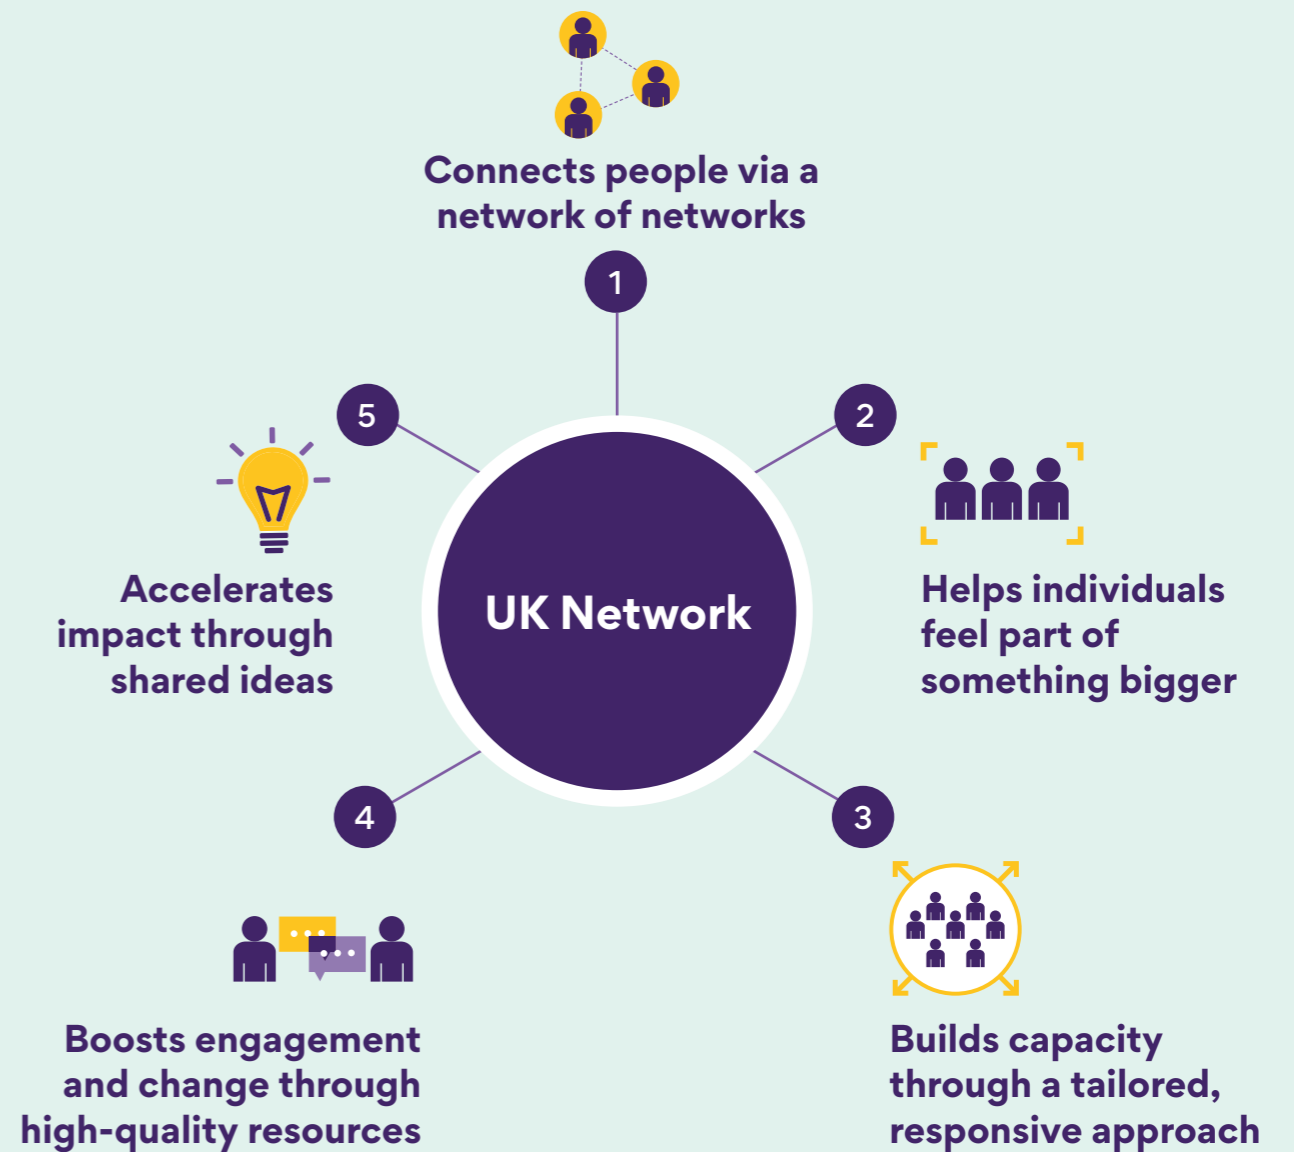 Connects people via a
network of networks
1
2
Helps individuals
feel part of
something bigger
3
Builds capacity
through a tailored,
responsive approach
4
Boosts engagement
and change through
high-quality resources
5
Accelerates
impact through
shared ideas
UK Network